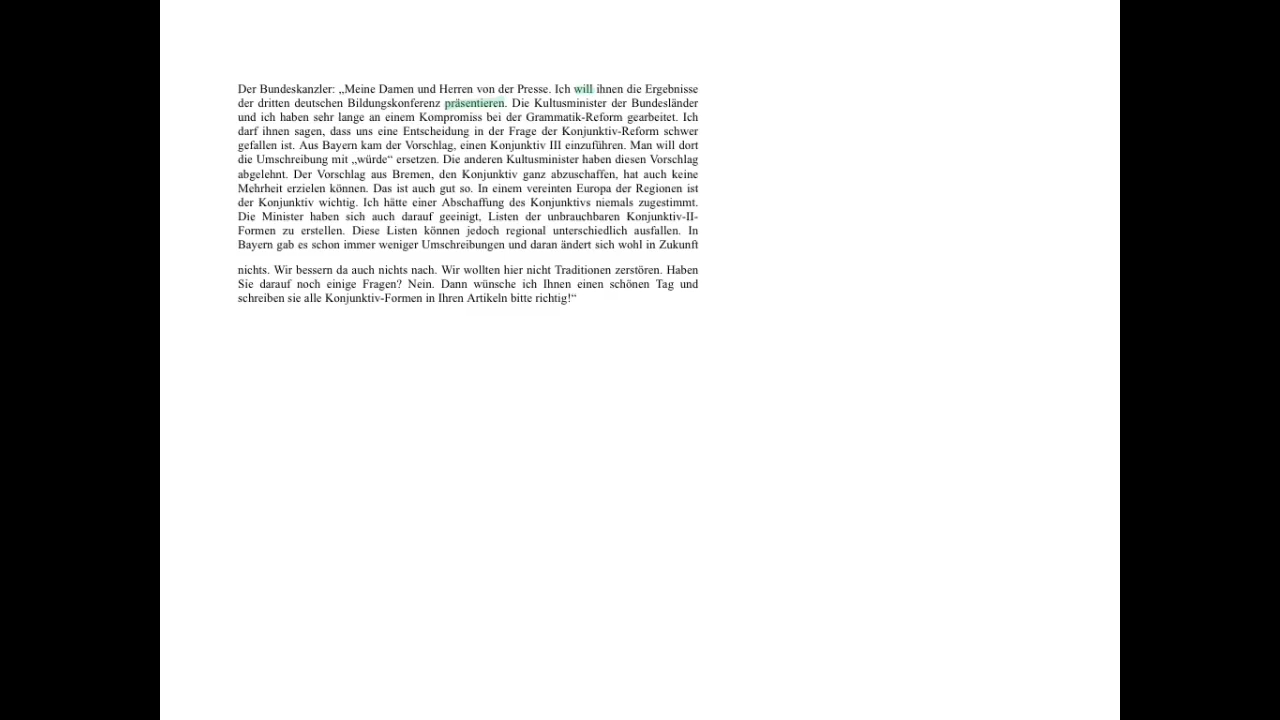 Der Bundeskanzler: „Meine Damen und Herren von der Presse. Ich will ihnen die Ergebnisse
der dritten deutschen Bildungskonferenz präsentieren. Die Kultusminister der Bundesländer
und ich haben sehr lange an einem Kompromiss bei der Grammatik-Reform gearbeitet. Ich
darf ihnen sagen, dass uns eine Entscheidung in der Frage der Konjunktiv-Reform schwer
gefallen ist. Aus Bayern kam der Vorschlag, einen Konjunktiv III einzuführen. Man will dort
die Umschreibung mit „würde“ ersetzen. Die anderen Kultusminister haben diesen Vorschlag
abgelehnt. Der Vorschlag aus Bremen, den Konjunktiv ganz abzuschaffen, hat auch keine
Mehrheit erzielen können. Das ist auch gut so. In einem vereinten Europa der Regionen ist
der Konjunktiv wichtig. Ich hätte einer Abschaffung des Konjunktivs niemals zugestimmt.
Die Minister haben sich auch darauf geeinigt, Listen der unbrauchbaren Konjunktiv-II-
Formen zu erstellen. Diese Listen können jedoch regional unterschiedlich ausfallen. In
Bayern gab es schon immer weniger Umschreibungen und daran ändert sich wohl in Zukunft
nichts. Wir bessern da auch nichts nach. Wir wollten hier nicht Traditionen zerstören. Haben
Sie darauf noch einige Fragen? Nein. Dann wünsche ich Ihnen einen schönen Tag und
schreiben sie alle Konjunktiv-Formen in Ihren Artikeln bitte richtig!“